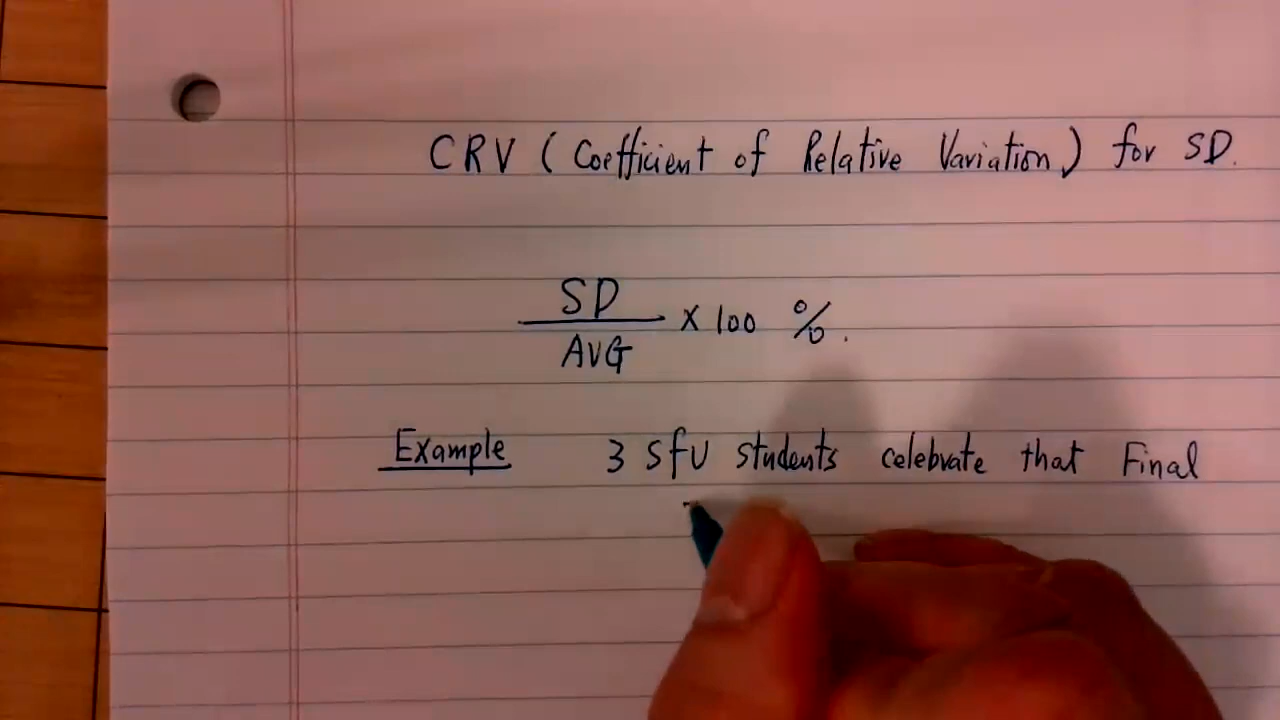 CRV (Coefficient of Relative Variation) for SD.
SD
AVG
x 100 %.
Example 3 SFU students celebrate that Final